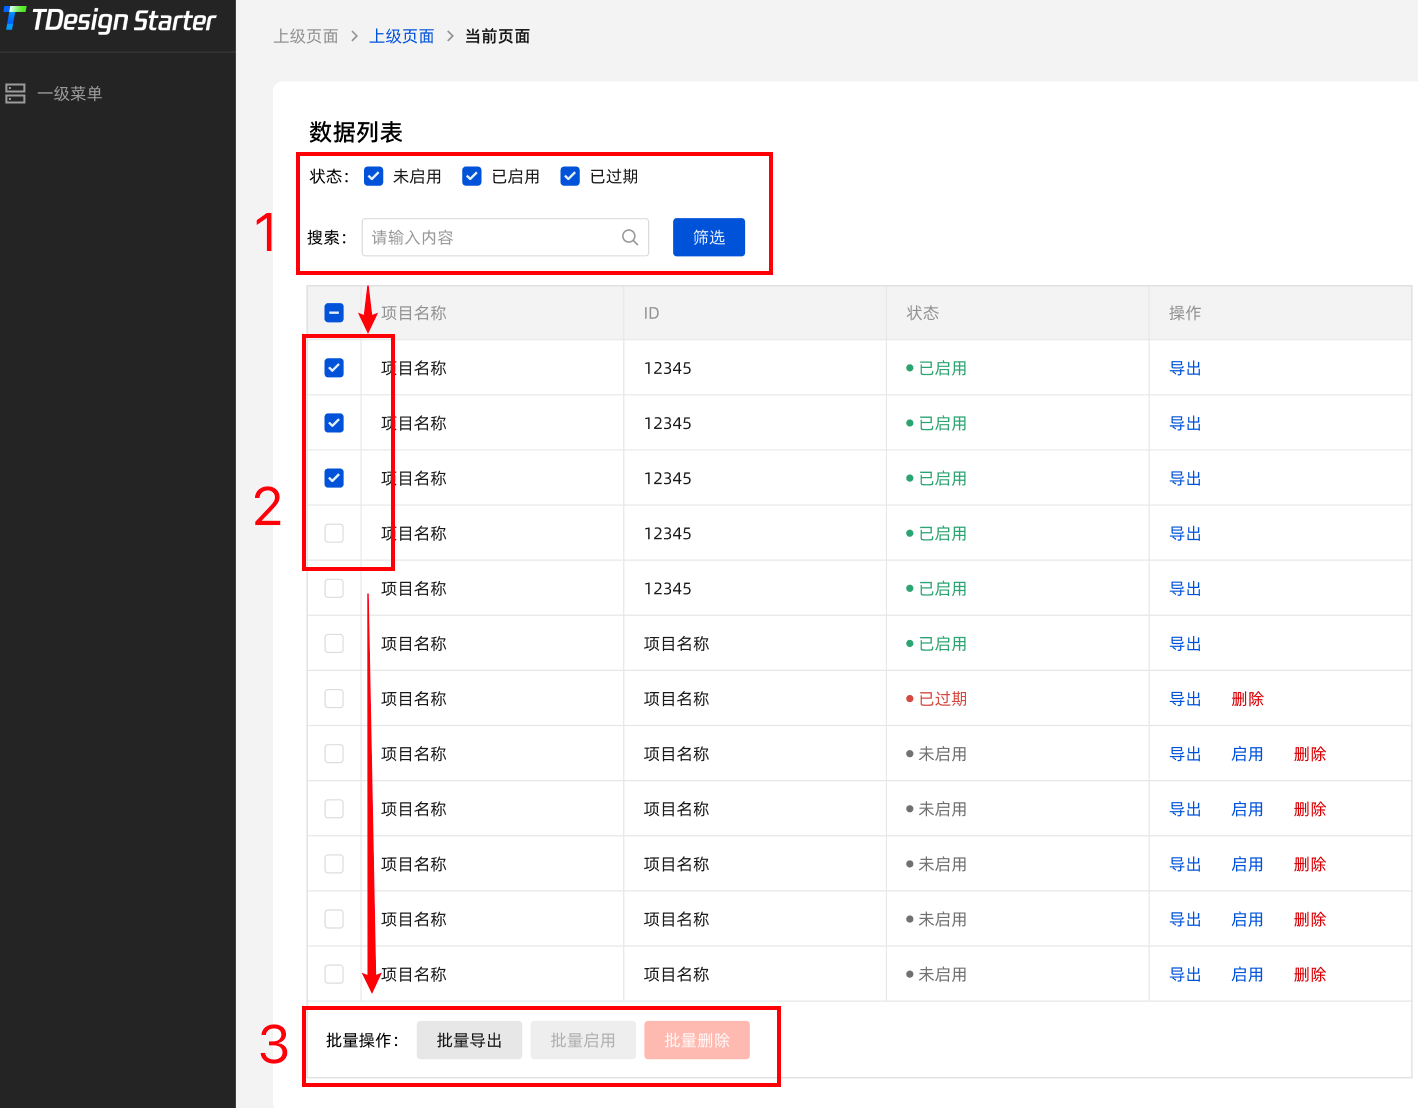 TDesign Starter
一级菜单
上级页面 > 上级页面 > 当前页面
数据列表
状态： 未启用 已启用 已过期
1
搜索： 请输入内容 筛选
项目名称 ID 状态 操作
项目名称 12345 已启用 导出
项目名称 12345 已启用 导出
项目名称 12345 已启用 导出
2
项目名称 12345 已启用 导出
项目名称 12345 已启用 导出
项目名称 项目名称 已启用 导出
项目名称 项目名称 已过期 导出 删除
项目名称 项目名称 未启用 导出 启用 删除
项目名称 项目名称 未启用 导出 启用 删除
项目名称 项目名称 未启用 导出 启用 删除
项目名称 项目名称 未启用 导出 启用 删除
项目名称 项目名称 未启用 导出 启用 删除
3
批量操作： 批量导出 批量启用 批量删除